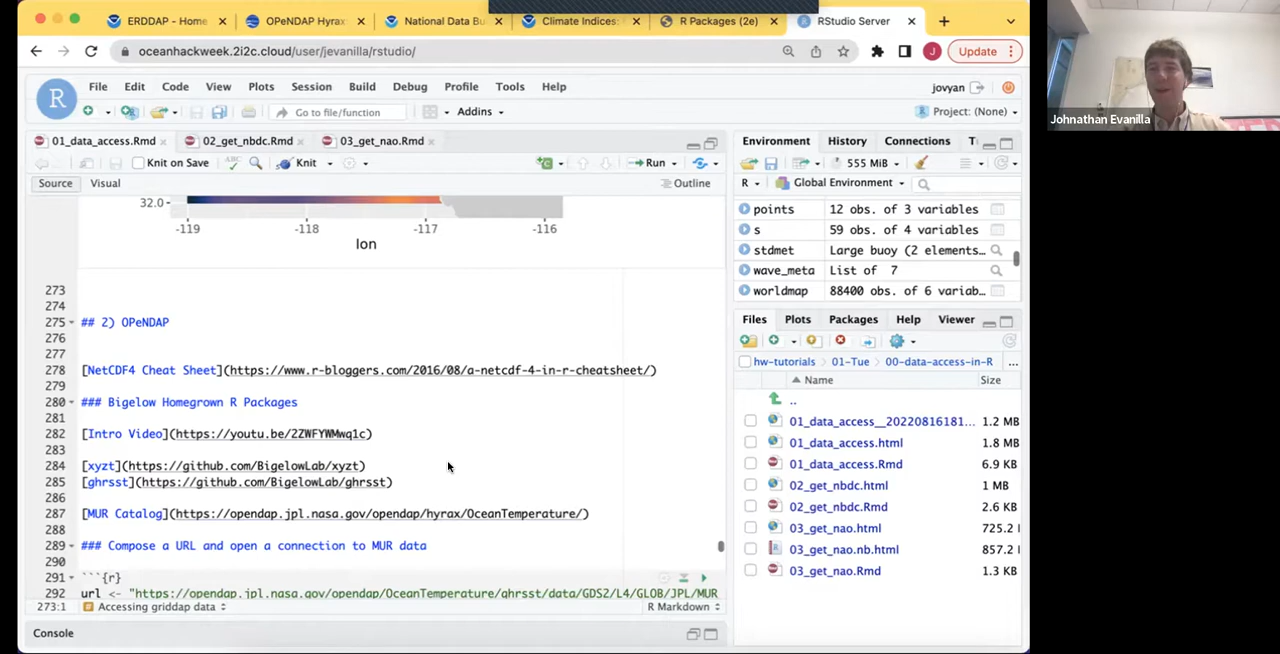 ERDDAP - Home
OPeNDAP Hyrax
National Data Bu
Climate Indices:
R Packages (2e)
RStudio Server
oceanhackweek.2i2c.cloud/user/jevanilla/rstudio/
J
Update
Johnathan Evanilla
R
File Edit Code View Plots Session Build Debug Profile Tools Help
jovyan
Go to file/function
Addins
Project: (None)
01_data_access.Rmd
02_get_nbdc.Rmd
03_get_nao.Rmd
Knit on Save
ABC
Knit
Run
Source Visual
Outline
32.0
-119 -118 -117 -116
lon
273
274
275 ## 2) OPeNDAP
276
277
278 [NetCDF4 Cheat Sheet](https://www.r-bloggers.com/2016/08/a-netcdf-4-in-r-cheatsheet/)
279
280 ### Bigelow Homegrown R Packages
281
282 [Intro Video](https://youtu.be/2ZWFYWMwq1c)
283
284 [xyzt](https://github.com/BigelowLab/xyzt)
285 [ghrsst](https://github.com/BigelowLab/ghrsst)
286
287 [MUR Catalog](https://opendap.jpl.nasa.gov/opendap/hyrax/OceanTemperature/)
288
289 ### Compose a URL and open a connection to MUR data
290
291 ```{r}
292 url <- "https://opendap.jpl.nasa.gov/opendap/OceanTemperature/ghrsst/data/GDS2/L4/GLOB/JPL/MUR
273:1 Accessing griddap data
R Markdown
Console
Environment History Connections T
555 MiB
R Global Environment
points 12 obs. of 3 variables
s 59 obs. of 4 variables
stdmet Large buoy (2 elements…
wave_meta List of 7
worldmap 88400 obs. of 6 variab…
Files Plots Packages Help Viewer
hw-tutorials 01-Tue 00-data-access-in-R ...
Name Size
..
01_data_access__20220816181... 1.2 MB
01_data_access.html 1.8 MB
01_data_access.Rmd 6.9 KB
02_get_nbdc.html 1 MB
02_get_nbdc.Rmd 2.6 KB
03_get_nao.html 725.2
03_get_nao.nb.html 857.2
03_get_nao.Rmd 1.3 KB